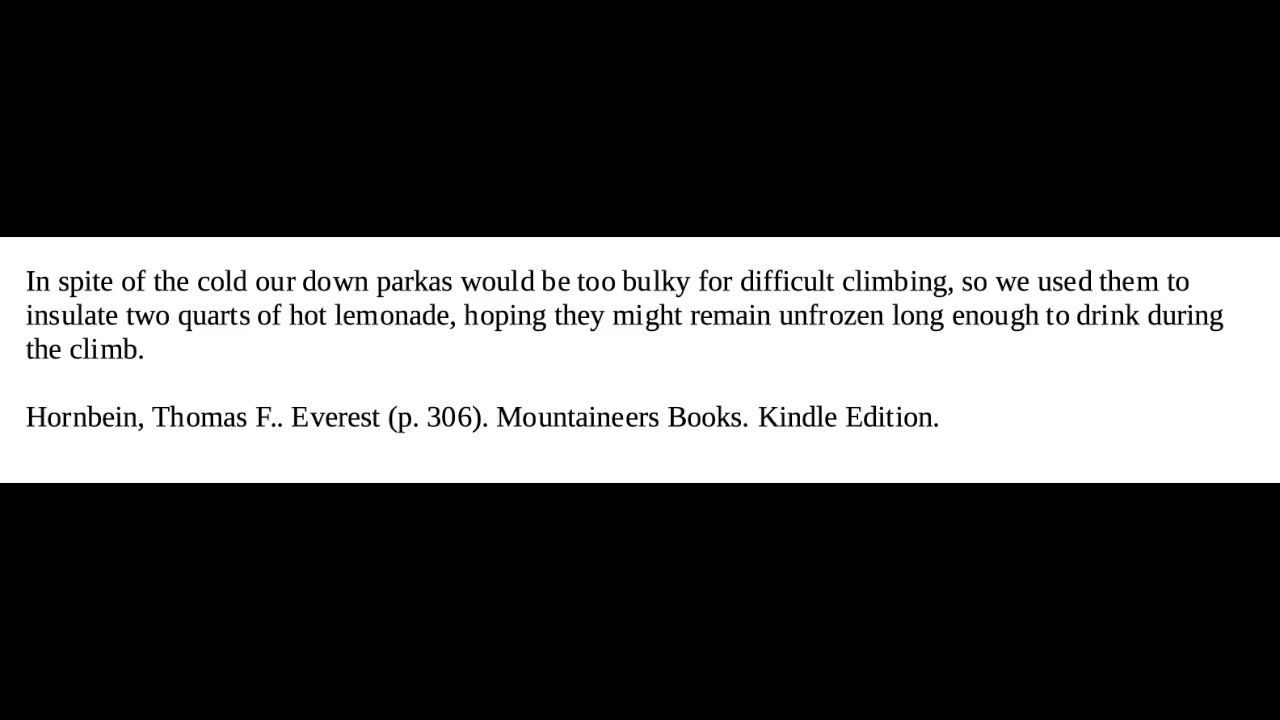 In spite of the cold our down parkas would be too bulky for difficult climbing, so we used them to
insulate two quarts of hot lemonade, hoping they might remain unfrozen long enough to drink during
the climb.
Hornbein, Thomas F.. Everest (p. 306). Mountaineers Books. Kindle Edition.